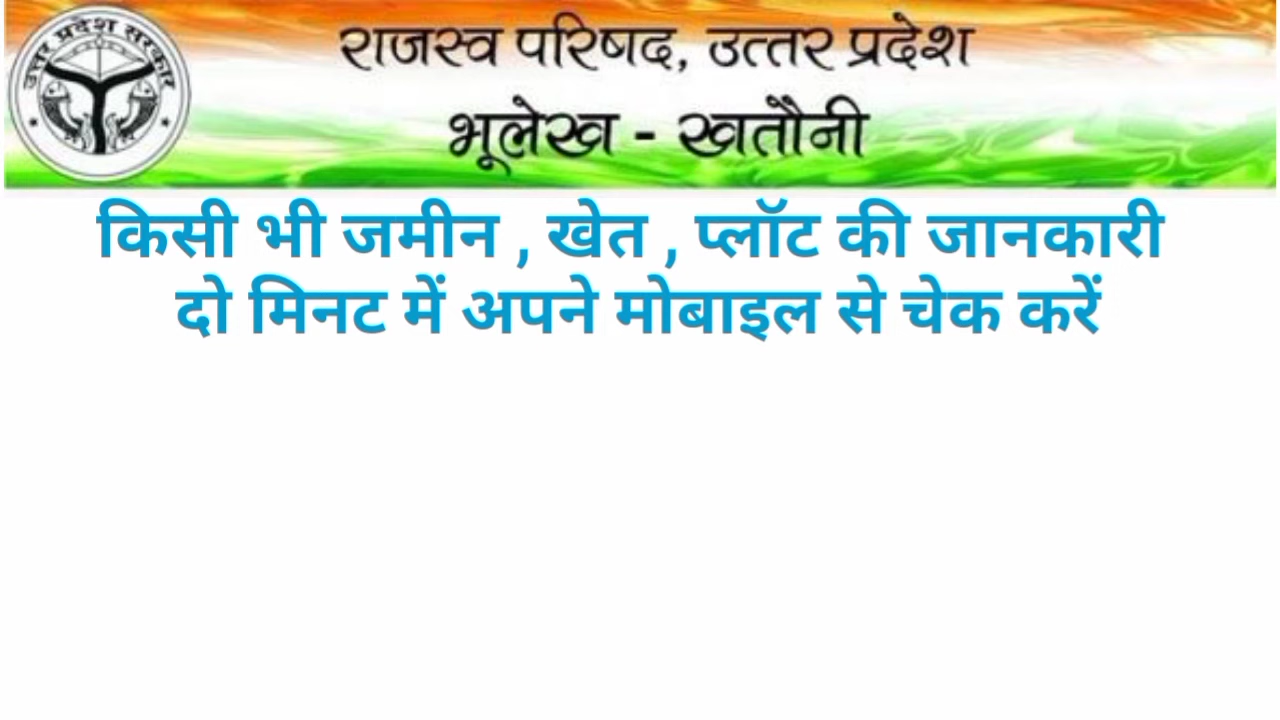 उत्तर प्रदेश सरकार
राजस्व परिषद, उत्तर प्रदेश
भूलेख - खतौनी
किसी भी जमीन , खेत , प्लॉट की जानकारी
दो मिनट में अपने मोबाइल से चेक करें